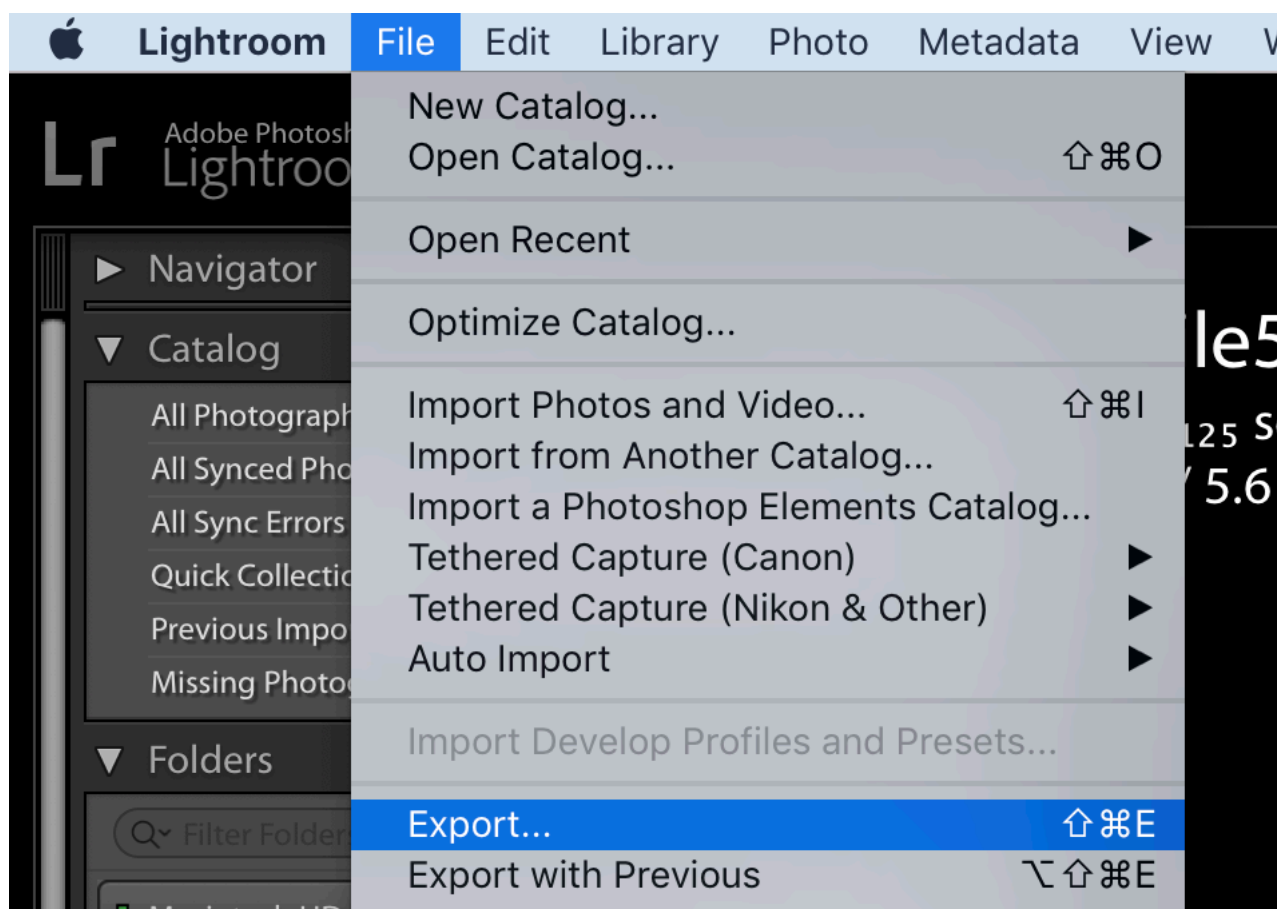 Lightroom File Edit Library Photo Metadata View
Lr Adobe
Lightroo
New Catalog...
Open Catalog... ⇧⌘O
Open Recent ▶
Optimize Catalog...
Import Photos and Video... ⇧⌘I
Import from Another Catalog...
Import a Photoshop Elements Catalog...
Tethered Capture (Canon) ▶
Tethered Capture (Nikon & Other) ▶
Auto Import ▶
Import Develop Profiles and Presets...
Export... ⇧⌘E
Export with Previous ⌥⇧⌘E
▶ Navigator
▼ Catalog
All Photograph
All Synced Pho
All Sync Errors
Quick Collectio
Previous Impo
Missing Photo
▼ Folders
Filter Folder
le5
125 s
5.6